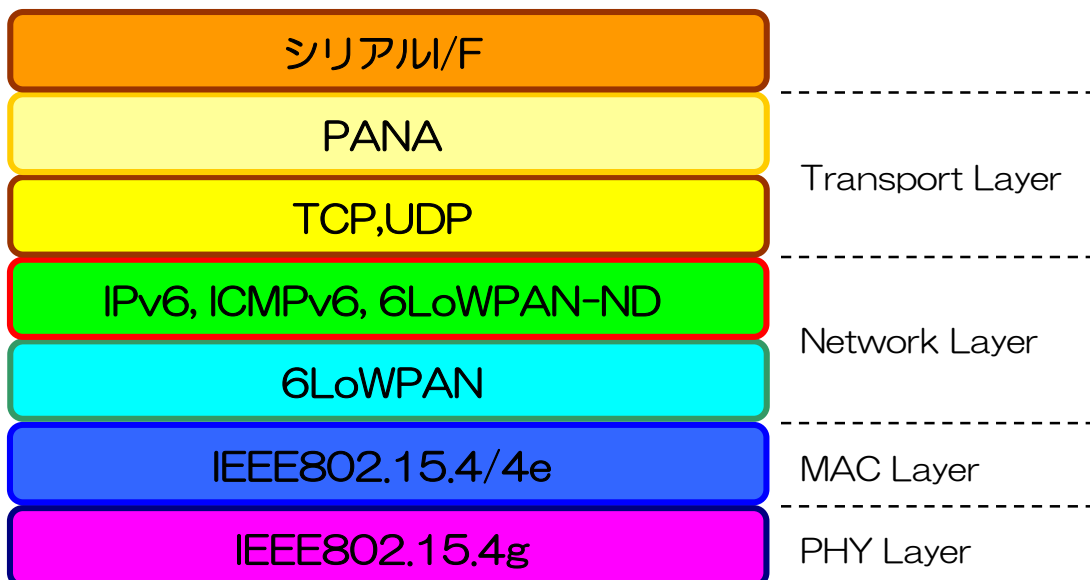 シリアルI/F
PANA
Transport Layer
TCP,UDP
IPv6, ICMPv6, 6LoWPAN-ND
Network Layer
6LoWPAN
IEEE802.15.4/4e
MAC Layer
IEEE802.15.4g
PHY Layer